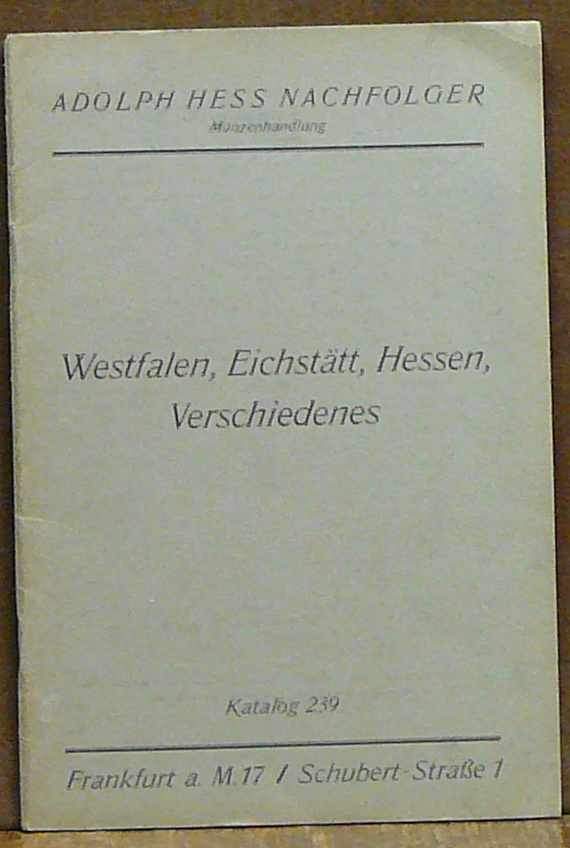 ADOLPH HESS NACHFOLGER
Münzenhandlung
Westfalen, Eichstätt, Hessen,
Verschiedenes
Katalog 239
Frankfurt a. M. 17 / Schubert-Straße 1